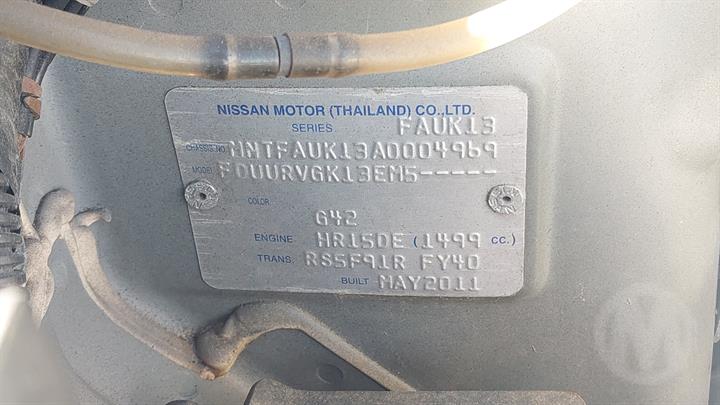 NISSAN MOTOR (THAILAND) CO.,LTD.
SERIES FAUK13
CHASSIS NO MNTFAUK13A0004969
MODEL FDUURVGK13EM5-----
COLOR
G42
ENGINE HR15DE (1499 CC.)
TRANS. RS5F91R FY40
BUILT MAY2011